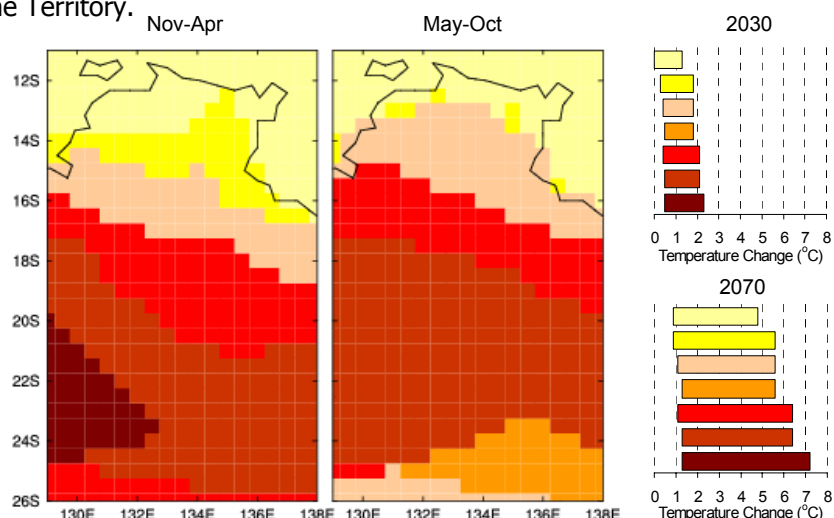 ne Territory.
Nov-Apr
May-Oct
2030
12S
14S
16S
18S
20S
22S
24S
26S
130E 132E 134E 136E 138E
130E 132E 134E 136E 138E
0 1 2 3 4 5 6 7 8
Temperature Change (°C)
2070
0 1 2 3 4 5 6 7 8
Temperature Change (°C)